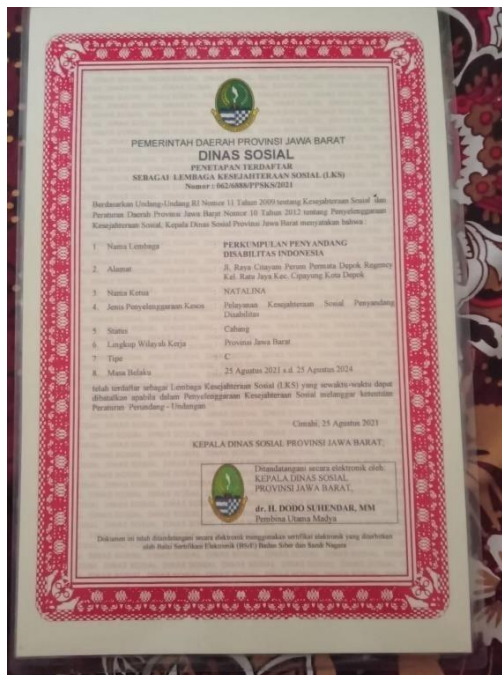 PEMERINTAH DAERAH PROVINSI JAWA BARAT
DINAS SOSIAL
PENETAPAN TERDAFTAR
SEBAGAI LEMBAGA KESEJAHTERAAN SOSIAL (LKS)
Nomor : 062/6088/PPSKS/2021
Berdasarkan Undang-Undang RI Nomor 11 Tahun 2009 tentang Kesejahteraan Sosial dan
Peraturan Daerah Provinsi Jawa Barat Nomor 10 Tahun 2012 tentang Penyelenggaraan
Kesejahteraan Sosial, Kepala Dinas Sosial Provinsi Jawa Barat menyatakan bahwa :
1. Nama Lembaga PERKUMPULAN PENYANDANG
DISABILITAS INDONESIA
2. Alamat Jl. Raya Citayam Perum Permata Depok Regency
Kel. Ratu Jaya Kec. Cipayung Kota Depok
3. Nama Ketua NATALINA
4. Jenis Penyelenggaraan Kesos Pelayanan Kesejahteraan Sosial Penyandang
Disabilitas
5. Status Cabang
6. Lingkup Wilayah Kerja Provinsi Jawa Barat
7. Tipe C
8. Masa Berlaku 25 Agustus 2021 s.d. 25 Agustus 2024
telah terdaftar sebagai Lembaga Kesejahteraan Sosial (LKS) yang sewaktu-waktu dapat
dibatalkan apabila dalam Penyelenggaraan Kesejahteraan Sosial melanggar ketentuan
Peraturan Perundang - Undangan
Cimahi, 25 Agustus 2021
KEPALA DINAS SOSIAL PROVINSI JAWA BARAT,
Ditandatangani secara elektronik oleh:
KEPALA DINAS SOSIAL
PROVINSI JAWA BARAT,
dr. H. DODO SUHENDAR, MM
Pembina Utama Madya
Dokumen ini telah ditandatangani secara elektronik menggunakan sertifikat elektronik yang diterbitkan
oleh Balai Sertifikasi Elektronik (BSrE) Badan Siber dan Sandi Negara